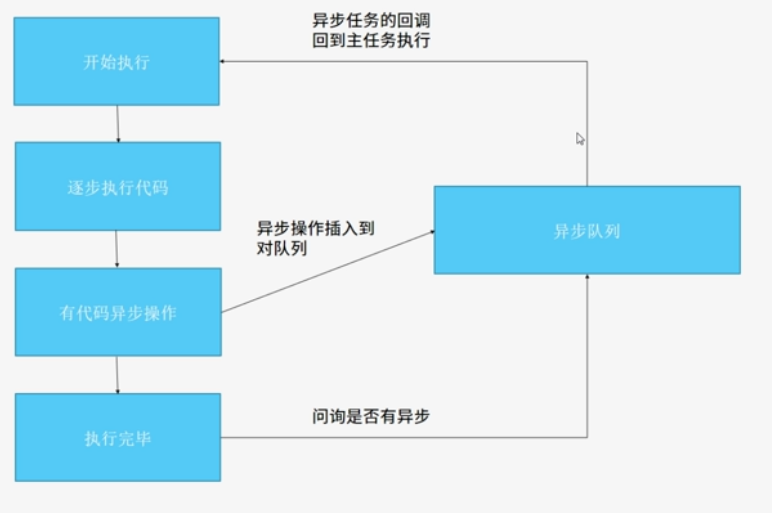 异步任务的回调
回到主任务执行
开始执行
逐步执行代码
异步操作插入到
对队列
异步队列
有代码异步操作
问询是否有异步
执行完毕